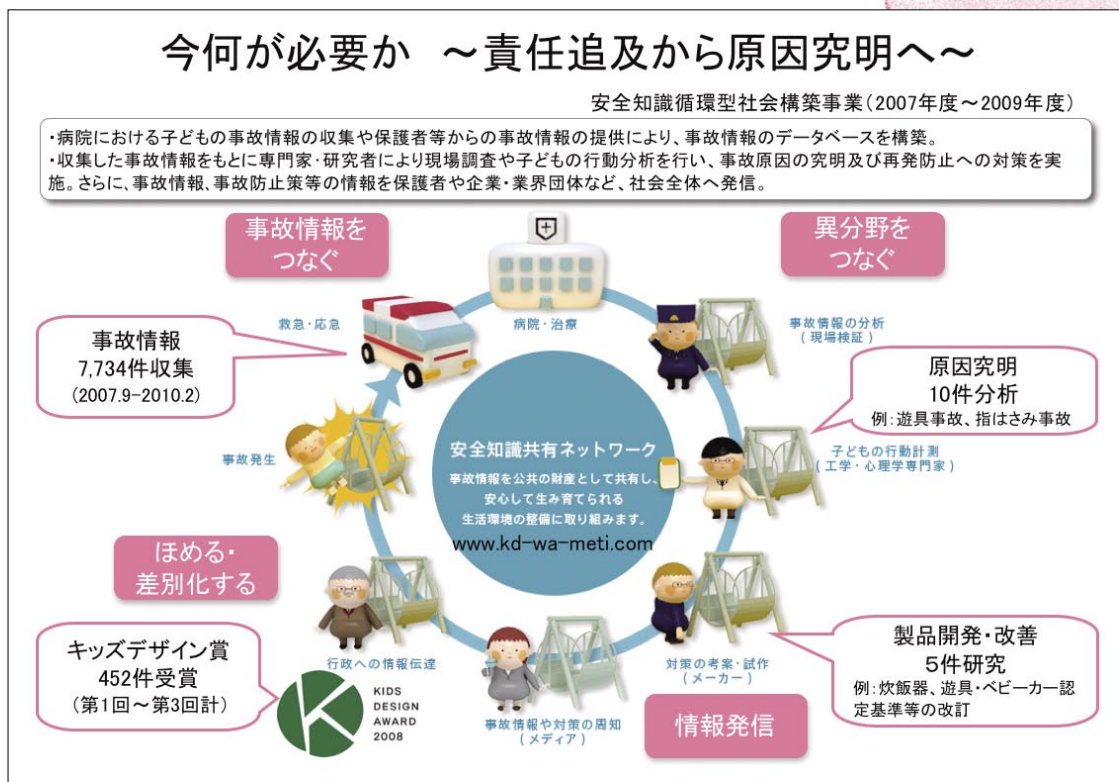 今何が必要か ～責任追及から原因究明へ～
安全知識循環型社会構築事業（2007年度～2009年度）
・病院における子どもの事故情報の収集や保護者等からの事故情報の提供により、事故情報のデータベースを構築。
・収集した事故情報をもとに専門家・研究者により現場調査や子どもの行動分析を行い、事故原因の究明及び再発防止への対策を実
施。さらに、事故情報、事故防止策等の情報を保護者や企業・業界団体など、社会全体へ発信。
事故情報を
つなぐ
異分野を
つなぐ
救急・応急
病院・治療
事故情報の分析
(現場検証)
事故情報
7,734件収集
(2007.9-2010.2)
原因究明
10件分析
例：遊具事故、指はさみ事故
事故発生
安全知識共有ネットワーク
事故情報を公共の財産として共有し、
安心して生み育てられる
生活環境の整備に取り組みます。
www.kd-wa-meti.com
子どもの行動計測
(工学・心理学専門家)
ほめる・
差別化する
キッズデザイン賞
452件受賞
(第1回～第3回計)
行政への情報伝達
KIDS
DESIGN
AWARD
2008
事故情報や対策の周知
(メディア)
対策の考案・試作
(メーカー)
情報発信
製品開発・改善
5件研究
例：炊飯器、遊具・ベビーカー認
定基準等の改訂